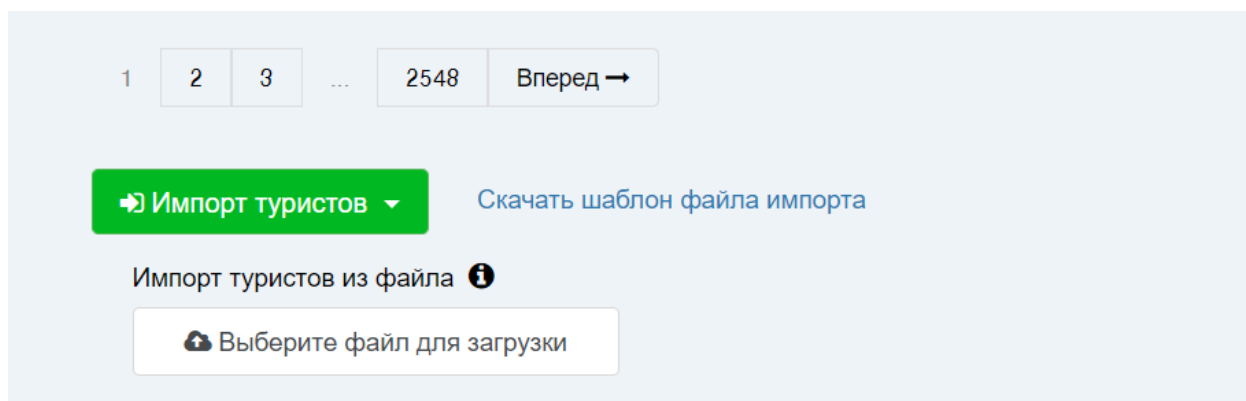 1 2 3 ... 2548 Вперед →
Импорт туристов Скачать шаблон файла импорта
Импорт туристов из файла
Выберите файл для загрузки